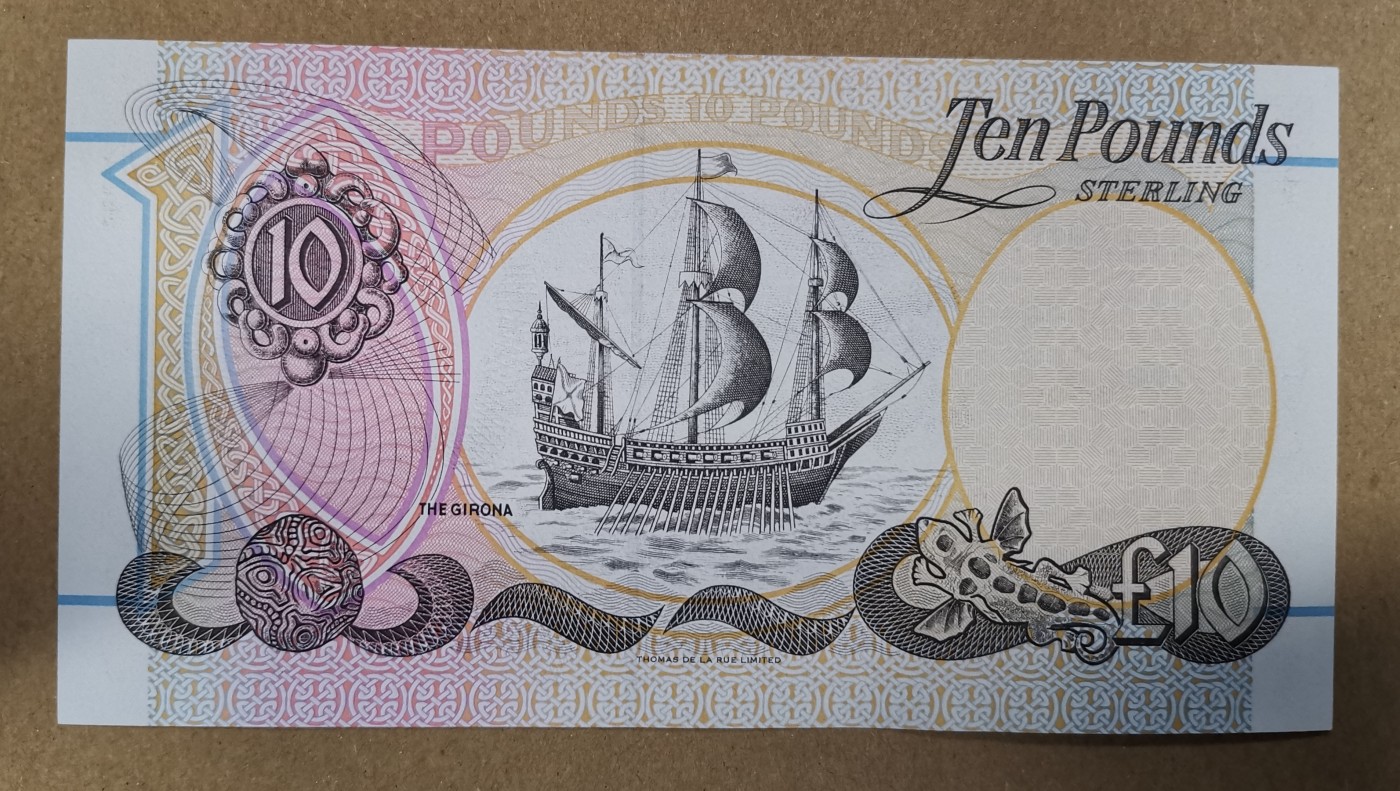 POUNDS 10 POUNDS
Ten Pounds
STERLING
10
THE GIRONA
£10
THOMAS DE LA RUE LIMITED